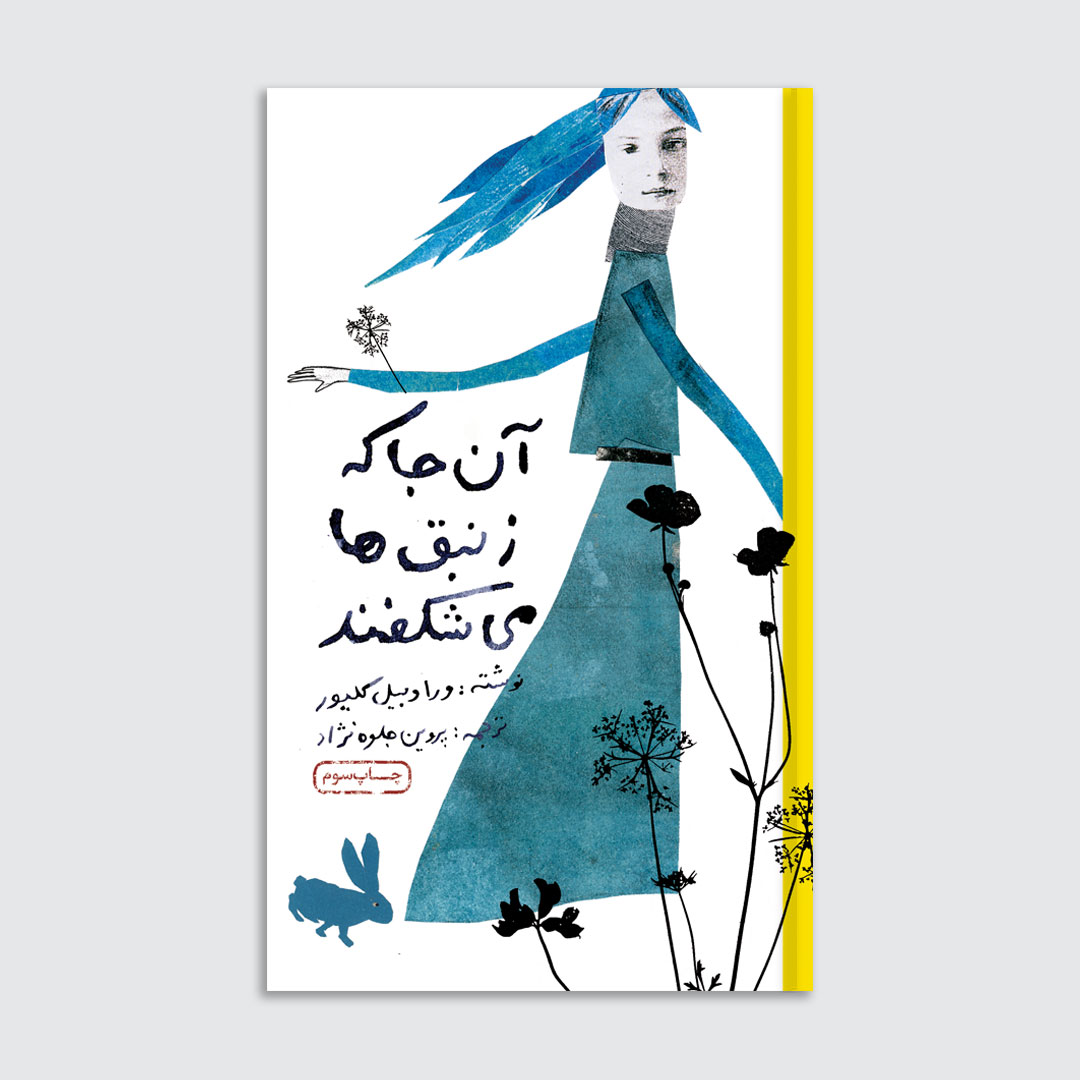 آن جا که
زنبق ها
می شکفند
نوشته: ورا و بیل کلیور
ترجمه: پروین جلوه نژاد
چاپ سوم